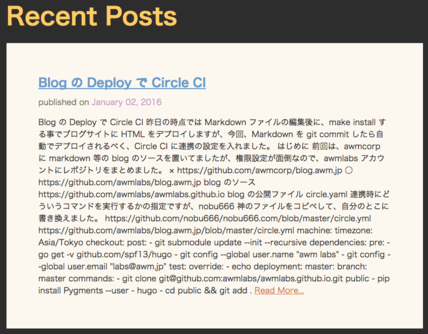 Recent Posts
Blog の Deploy で Circle CI
published on January 02, 2016
Blog の Deploy で Circle CI 昨日の時点では Markdown ファイルの編集後に、make install す
る事でブログサイトに HTML をデプロイしますが、今回、Markdown を git commit したら自
動でデプロイされるべく、Circle CI に連携の設定を入れました。 はじめに 前回は、awmcorp
に markdown 等の blog のソースを置いてましたが、権限設定が面倒なので、awmlabs アカウ
ントにレポジトリをまとめました。 × https://github.com/awmcorp/blog.awm.jp ○
https://github.com/awmlabs/blog.awm.jp blog のソース
https://github.com/awmlabs/awmlabs.github.io blog の公開ファイル circle.yaml 連携時にど
ういうコマンドを実行するかの指定ですが、nobu666 神のファイルをコピペして、自分のとこに
書き換えました。 https://github.com/nobu666/nobu666.com/blob/master/circle.yml
https://github.com/awmlabs/blog.awm.jp/blob/master/circle.yml machine: timezone:
Asia/Tokyo checkout: post: - git submodule update --init --recursive dependencies: pre: -
go get -v github.com/spf13/hugo - git config --global user.name "awm labs" - git config -
-global user.email "labs@awm.jp" test: override: - echo deployment: master: branch:
master commands: - git clone git@github.com:awmlabs/awmlabs.github.io.git public - pip
install Pygments --user - hugo - cd public && git add . Read More...